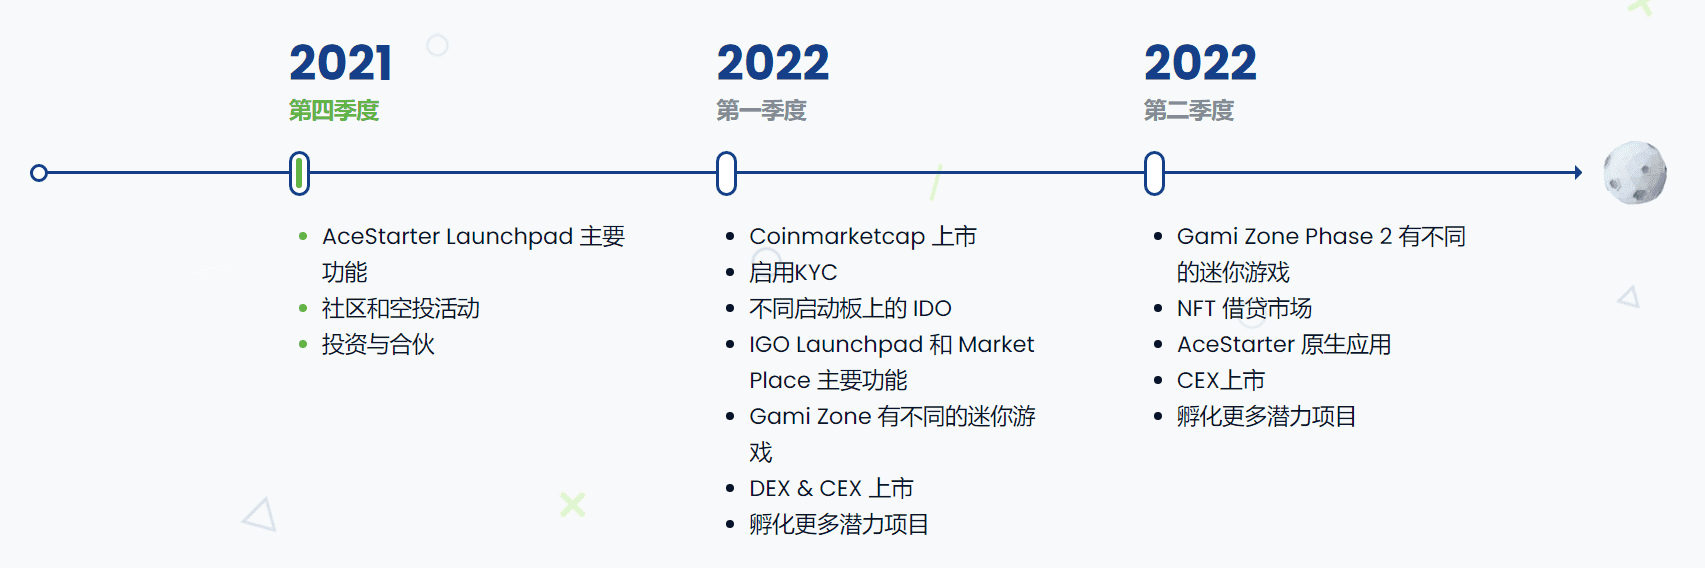 2021
第四季度
AceStarter Launchpad 主要
功能
社区和空投活动
投资与合伙
2022
第一季度
Coinmarketcap 上市
启用KYC
不同启动板上的 IDO
IGO Launchpad 和 Market
Place 主要功能
Gami Zone 有不同的迷你游
戏
DEX & CEX 上市
孵化更多潜力项目
2022
第二季度
Gami Zone Phase 2 有不同
的迷你游戏
NFT 借贷市场
AceStarter 原生应用
CEX上市
孵化更多潜力项目